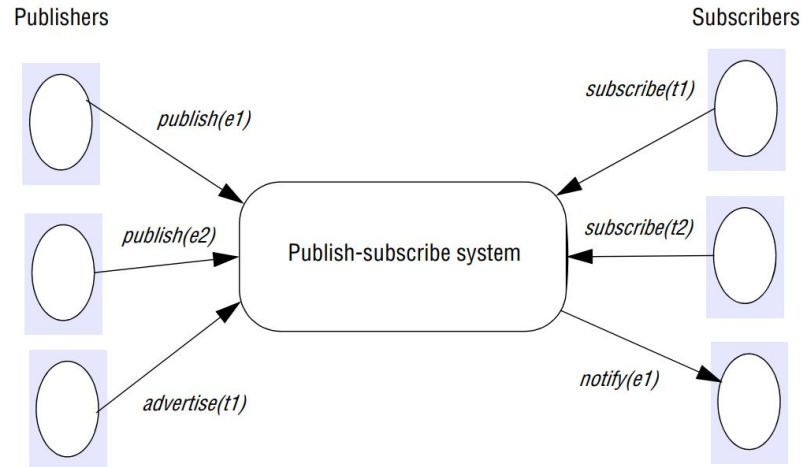 Publishers
Subscribers
publish(e1)
subscribe(t1)
publish(e2)
subscribe(t2)
Publish-subscribe system
advertise(t1)
notify(e1)